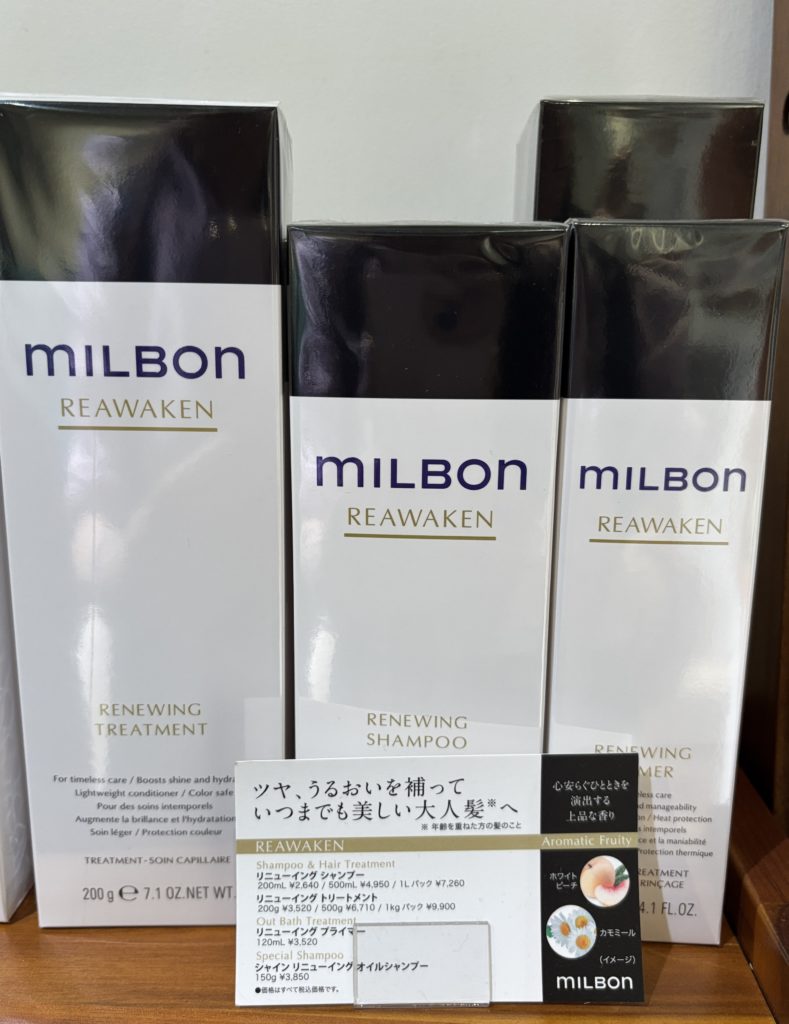 MILBON
REAWAKEN
RENEWING
TREATMENT
For timeless care / Boosts shine and
Lightweight conditioner / Color safe
Pour des soins intemporels
Augmente la brillance et l'hydratation
Soin léger / Protection couleur
TREATMENT-SOIN CAPILLAIRE
200 g ℮ 7.1 OZ.NET WT.
MILBON
REAWAKEN
RENEWING
SHAMPOO
MILBON
REAWAKEN
RENEWING
care
manageability
/ Heat protection
intemporels
et la maniabilité
Protection thermique
4.1 FL.OZ.
ツヤ、うるおいを補って
いつまでも美しい大人髪※へ
※ 年齢を重ねた方の髪のこと
REAWAKEN
Shampoo & Hair Treatment
リニューイング シャンプー
200mL ¥2,640 / 500mL ¥4,950 / 1L パック ¥7,260
リニューイング トリートメント
200g ¥3,520 / 500g ¥6,710 / 1kg パック ¥9,900
Out Bath Treatment
リニューイング プライマー
120mL ¥3,520
Special Shampoo
シャイン リニューイング オイルシャンプー
150g ¥3,850
●価格はすべて税込価格です。
心安らぐひとときを
演出する
上品な香り
Aromatic Fruity
ホワイト
ピーチ
カモミール
(イメージ)
MILBON